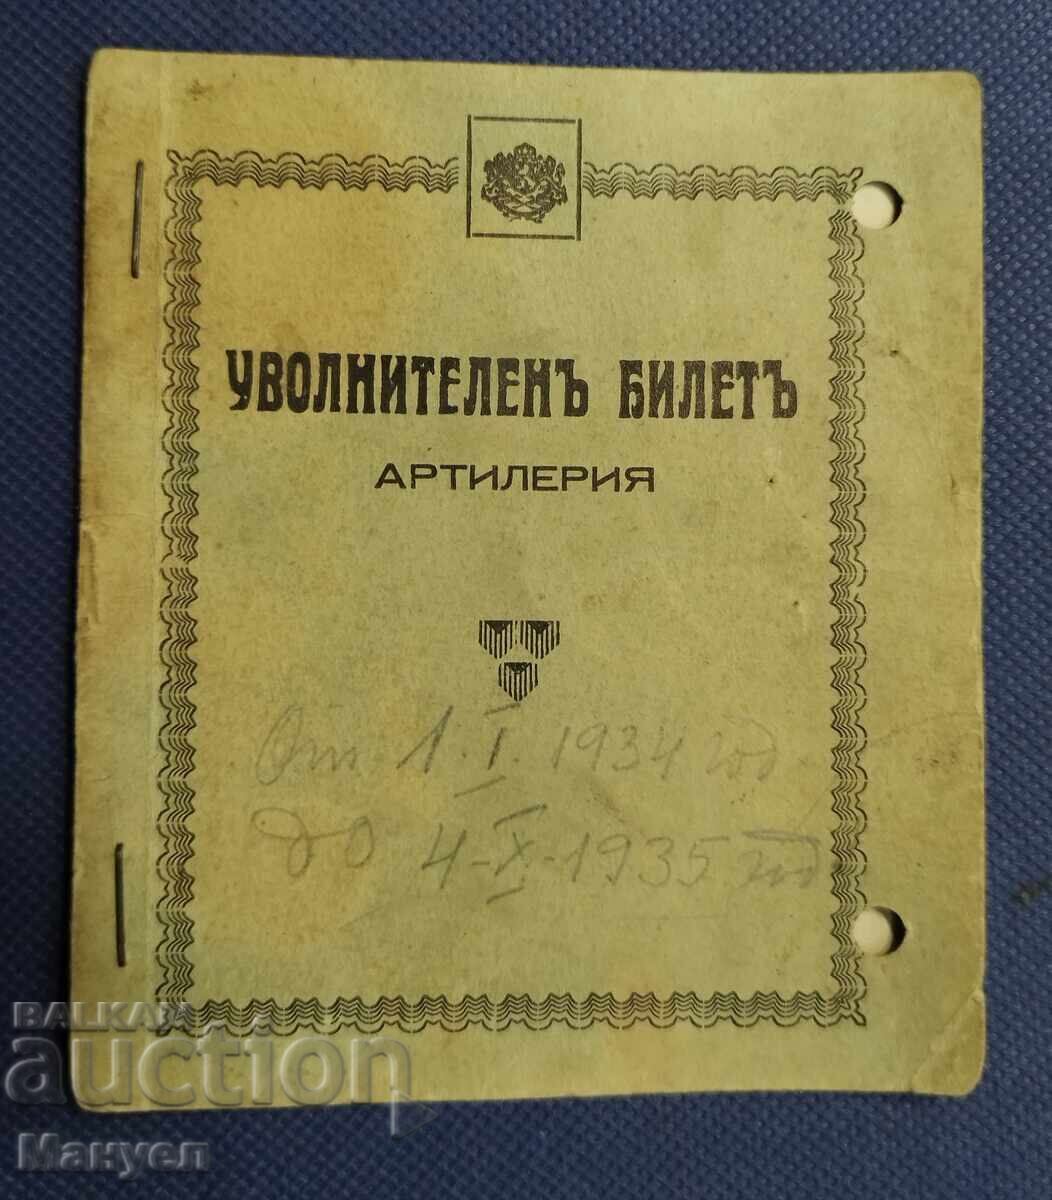 УВОЛНИТЕЛЕНЪ БИЛЕТЪ
АРТИЛЕРИЯ
От 1.I.1934 год.
до 4-X-1935 год.
BALKAN
auction
Мануел